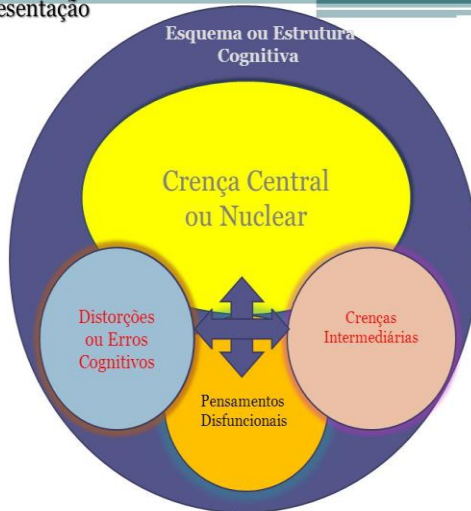 esentação
Esquema ou Estrutura
Cognitiva
Crença Central
ou Nuclear
Distorções
ou Erros
Cognitivos
Crenças
Intermediárias
Pensamentos
Disfuncionais